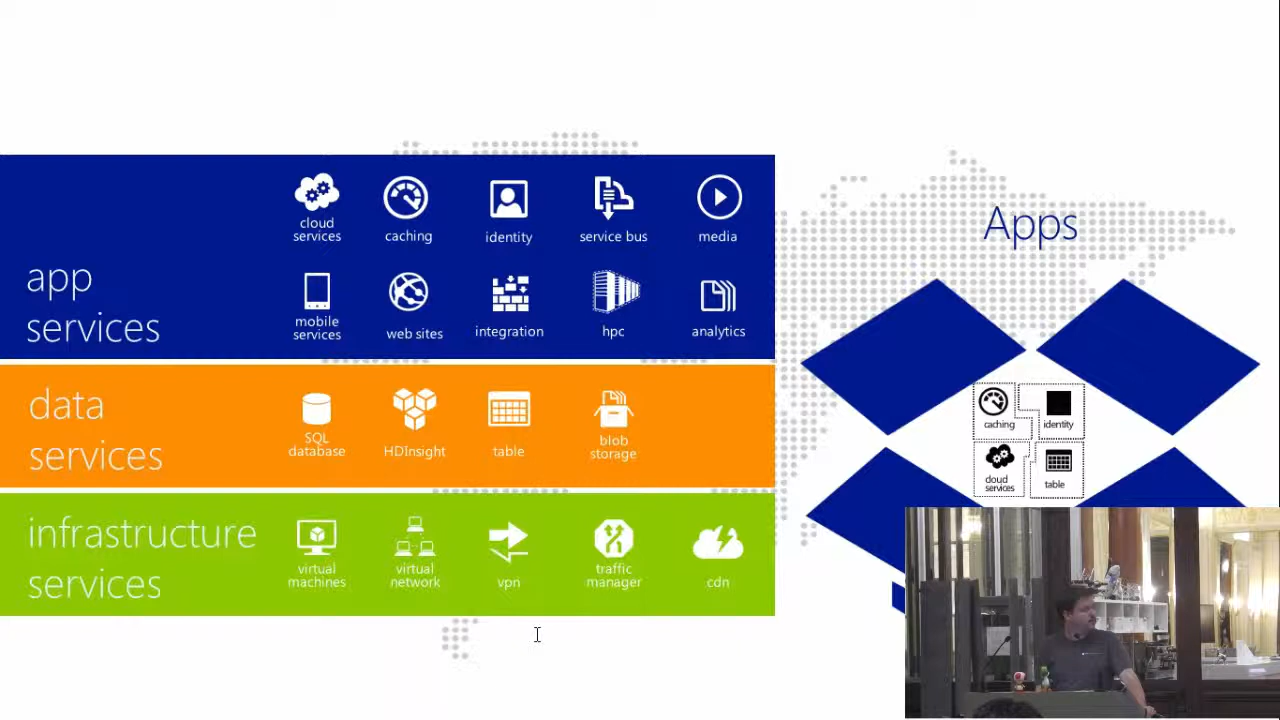 cloud
services
caching
identity
service bus
media
app
services
mobile
services
web sites
integration
hpc
analytics
data
services
SQL
database
HDInsight
table
blob
storage
infrastructure
services
virtual
machines
virtual
network
vpn
traffic
manager
cdn
Apps
caching
identity
cloud
services
table